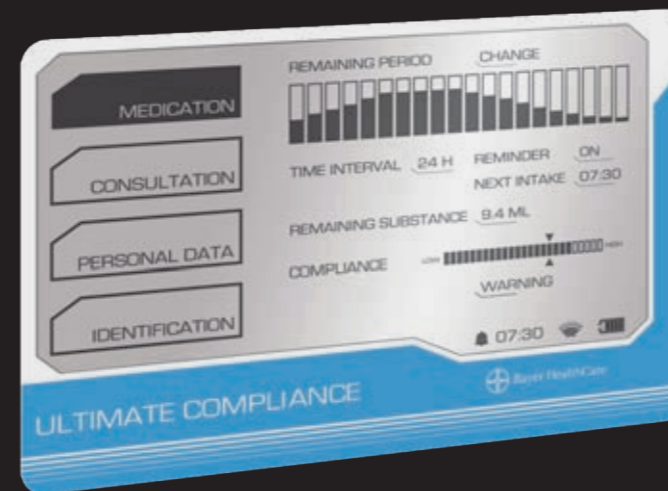 MEDICATION
CONSULTATION
PERSONAL DATA
IDENTIFICATION
REMAINING PERIOD CHANGE
TIME INTERVAL 24 H REMINDER ON
NEXT INTAKE 07:30
REMAINING SUBSTANCE 9.4 ML
COMPLIANCE LOW HIGH
WARNING
07:30
ULTIMATE COMPLIANCE
Bayer HealthCare